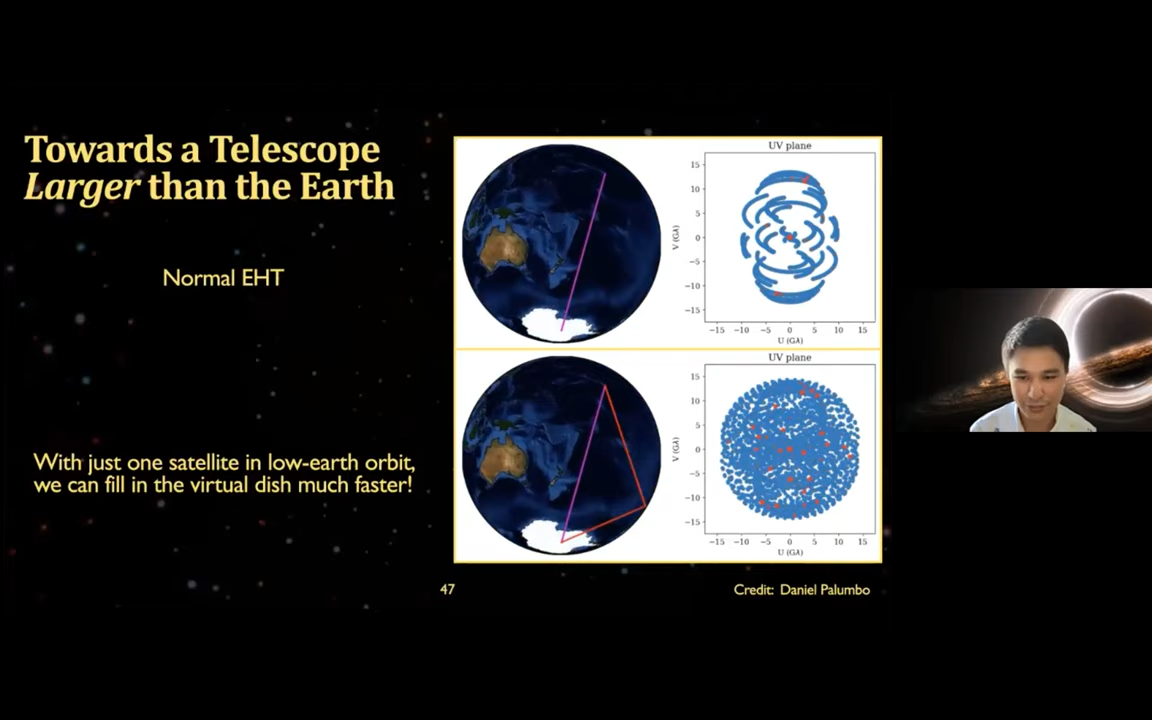 Towards a Telescope
Larger than the Earth
Normal EHT
With just one satellite in low-earth orbit,
we can fill in the virtual dish much faster!
UV plane
15
10
5
0
−5
−10
−15
V (Gλ)
−15 −10 −5 0 5 10 15
U (Gλ)
UV plane
15
10
5
0
−5
−10
−15
V (Gλ)
−15 −10 −5 0 5 10 15
U (Gλ)
47
Credit: Daniel Palumbo